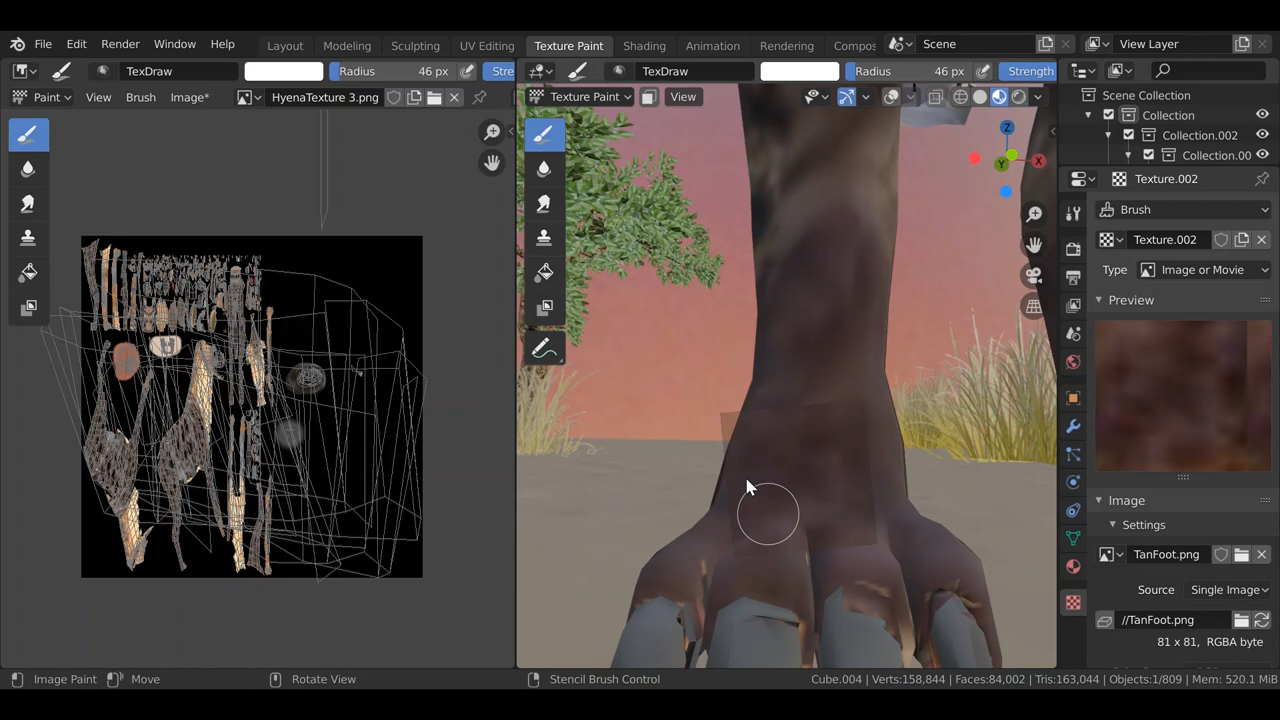 File Edit Render Window Help Layout Modeling Sculpting UV Editing Texture Paint Shading Animation Rendering Compos Scene View Layer
TexDraw Radius 46 px Stre TexDraw Radius 46 px Strength
Paint View Brush Image* HyenaTexture 3.png Texture Paint View
Scene Collection
Collection
Collection.002
Collection.00
Z
X
Y
Texture.002
Brush
Texture.002
Type Image or Movie
Preview
Image
Settings
TanFoot.png
Source Single Image
//TanFoot.png
81 x 81, RGBA byte
Image Paint Move Rotate View Stencil Brush Control Cube.004 | Verts:158,844 | Faces:84,002 | Tris:163,044 | Objects:1/809 | Mem: 520.1 MiB